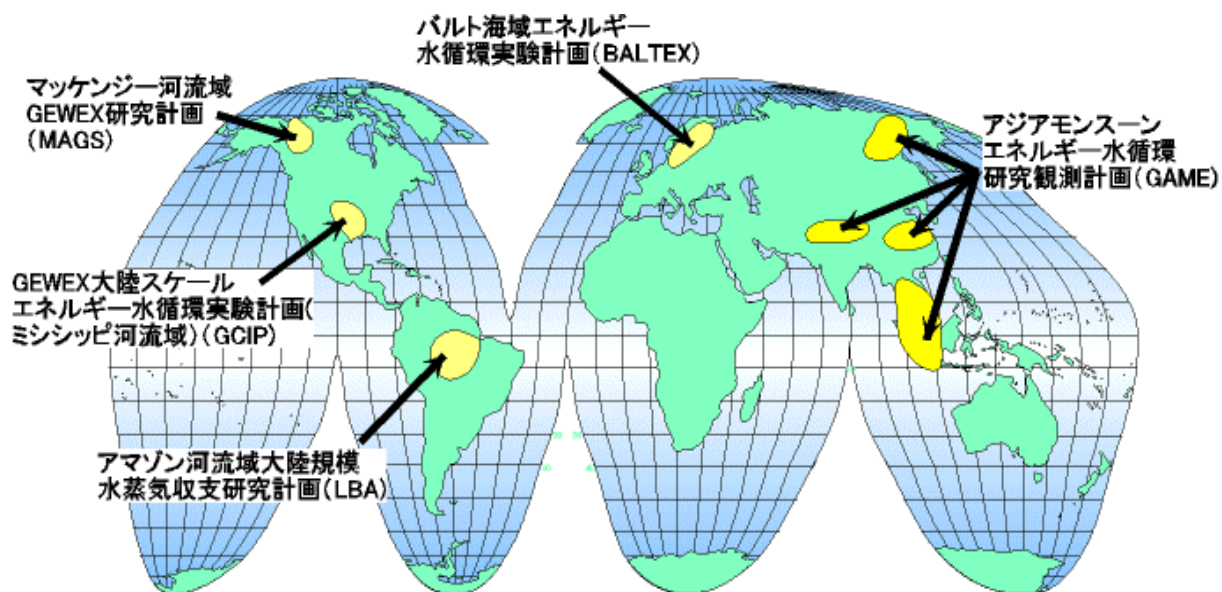 バルト海域エネルギー
水循環実験計画(BALTEX)
マッケンジー河流域
GEWEX研究計画
(MAGS)
アジアモンスーン
エネルギー水循環
研究観測計画(GAME)
GEWEX大陸スケール
エネルギー水循環実験計画(
ミシシッピ河流域)(GCIP)
アマゾン河流域大陸規模
水蒸気収支研究計画(LBA)